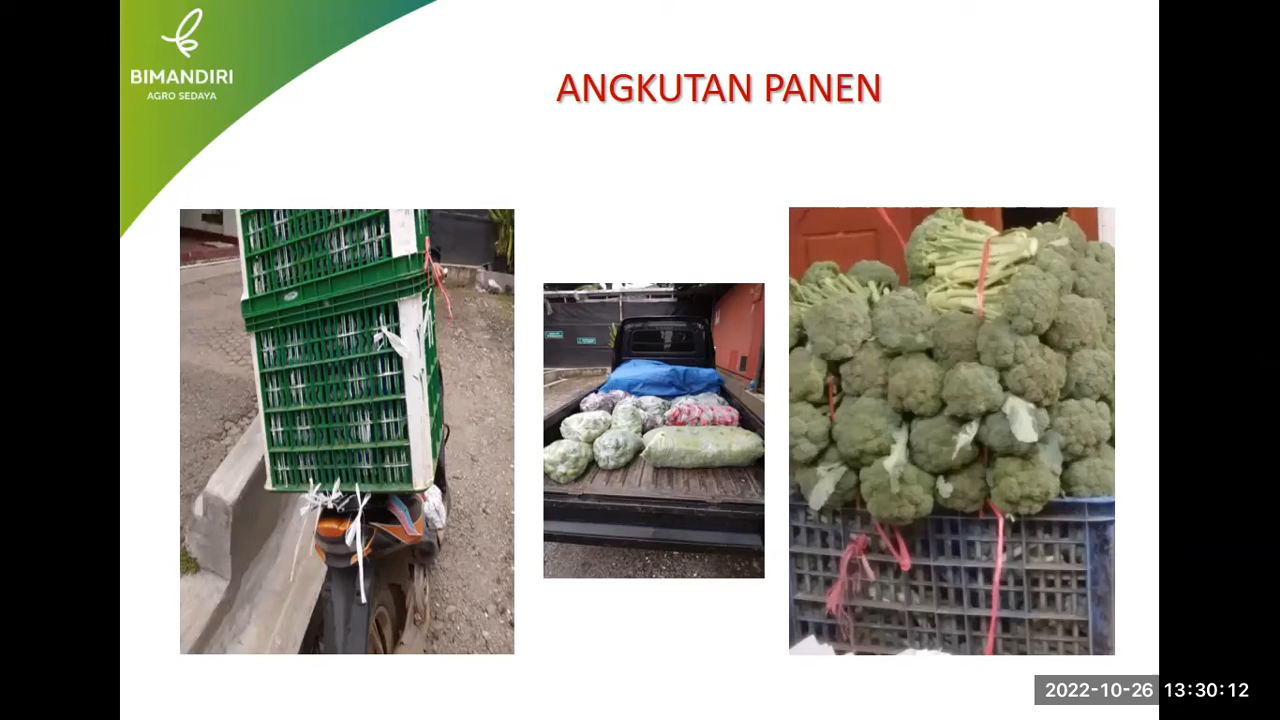 BIMANDIRI
AGRO SEDAYA
ANGKUTAN PANEN
2022-10-26 13:30:12